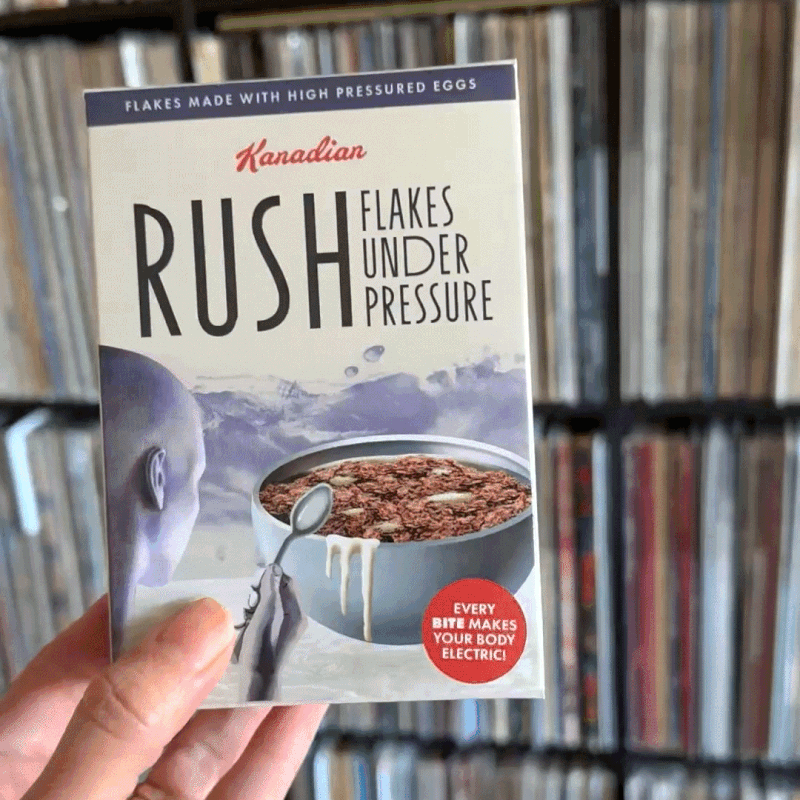 FLAKES MADE WITH HIGH PRESSURED EGGS
Kanadian
RUSH
FLAKES
UNDER
PRESSURE
EVERY
BITE MAKES
YOUR BODY
ELECTRIC!